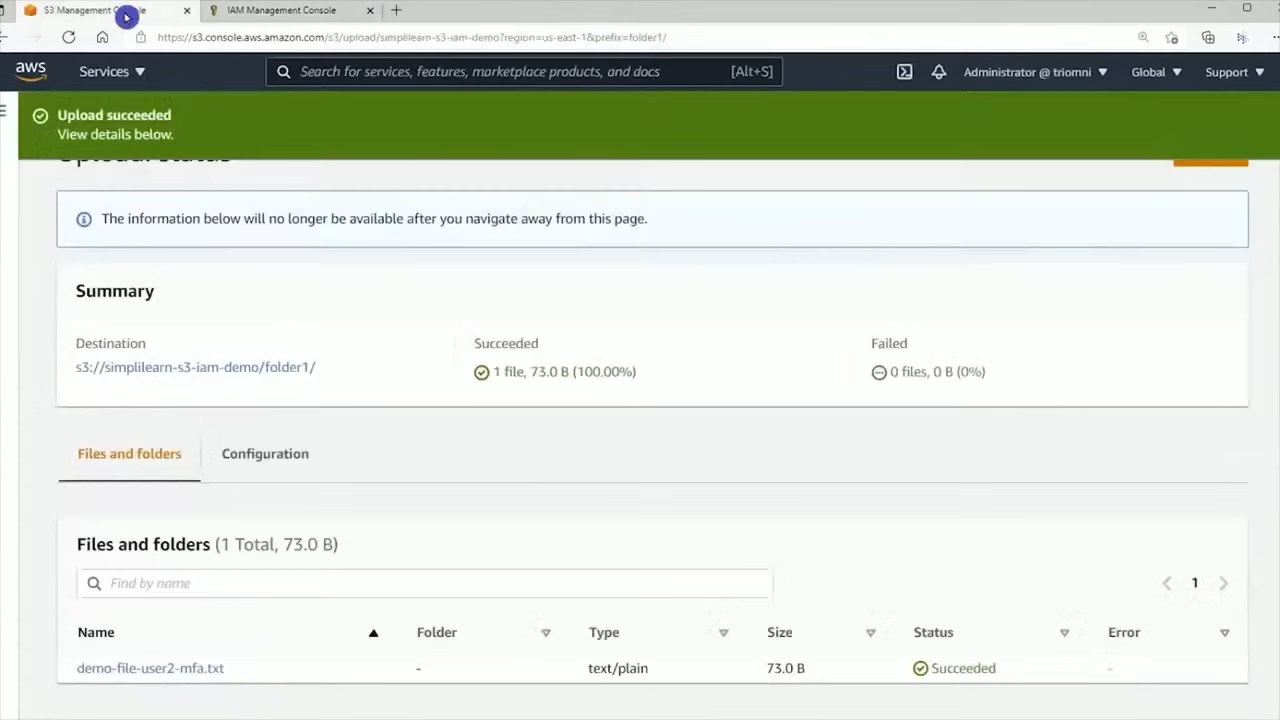 S3 Management Console
IAM Management Console
https://s3.console.aws.amazon.com/s3/upload/simplilearn-s3-iam-demo?region=us-east-1&prefix=folder1/
aws
Services
Search for services, features, marketplace products, and docs
[Alt+S]
Administrator @ triomni
Global
Support
Upload succeeded
View details below.
The information below will no longer be available after you navigate away from this page.
Summary
Destination
Succeeded
Failed
s3://simplilearn-s3-iam-demo/folder1/
1 file, 73.0 B (100.00%)
0 files, 0 B (0%)
Files and folders
Configuration
Files and folders (1 Total, 73.0 B)
Find by name
1
Name
Folder
Type
Size
Status
Error
demo-file-user2-mfa.txt
-
text/plain
73.0 B
Succeeded
-